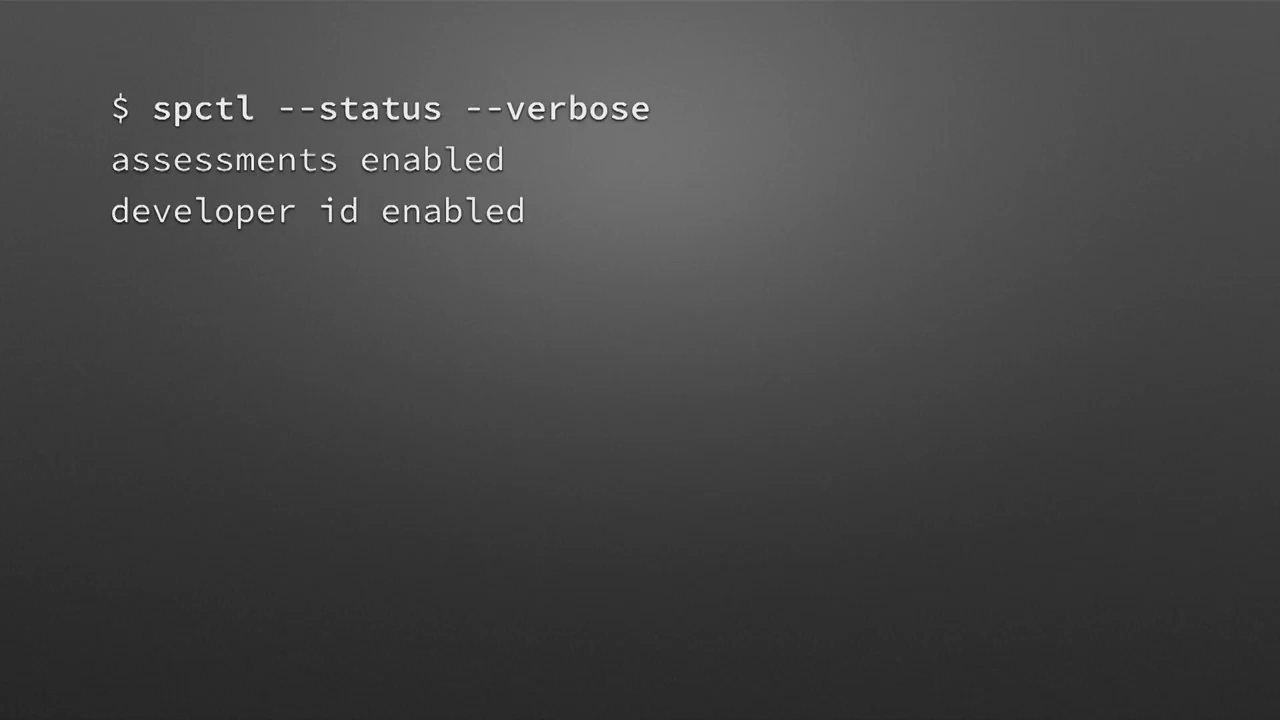 $ spctl --status --verbose
assessments enabled
developer id enabled